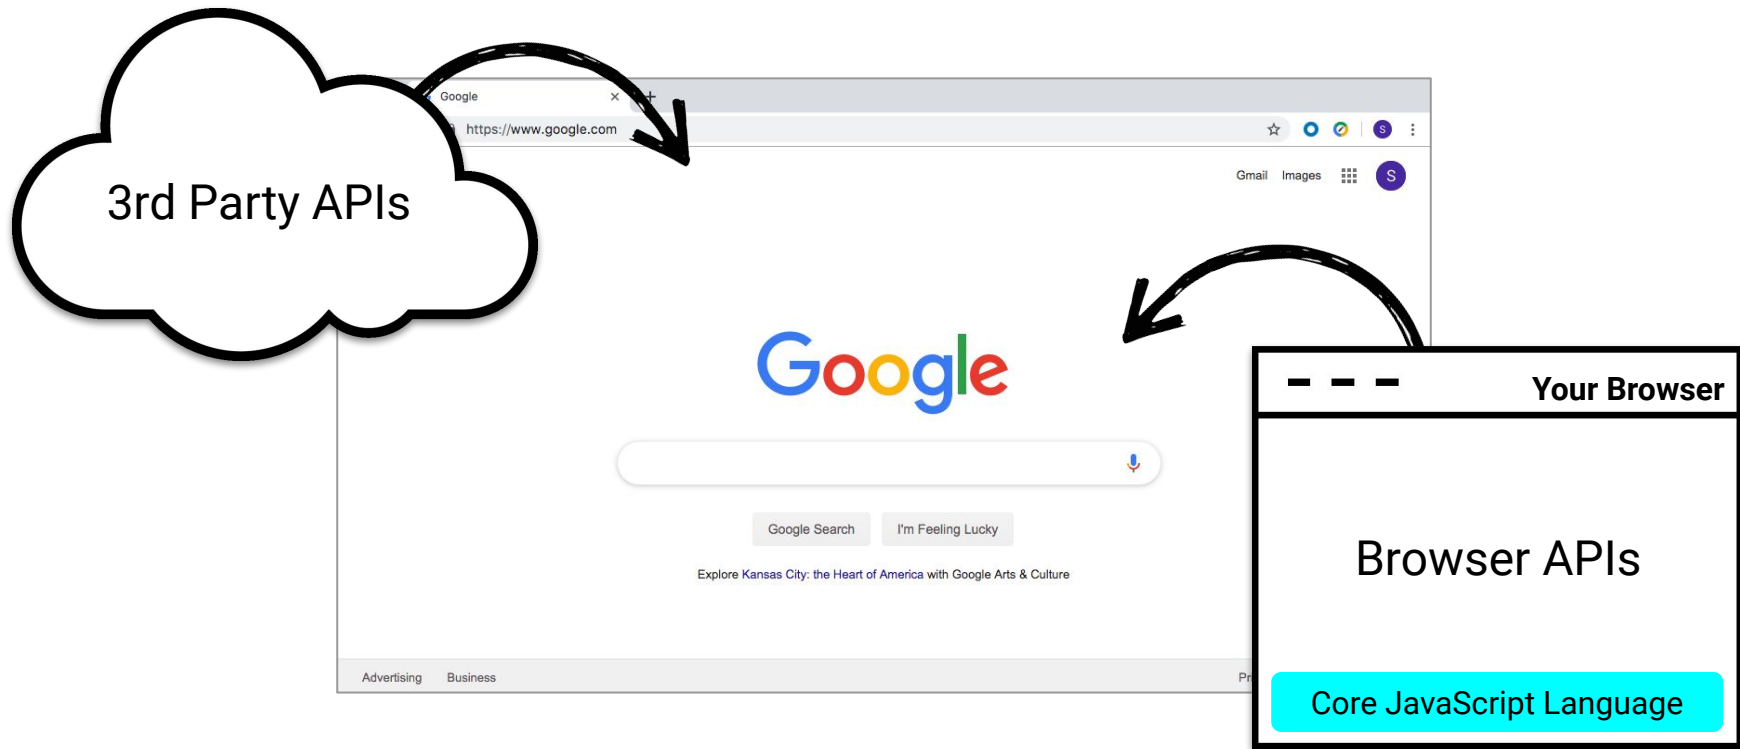 Google
https://www.google.com
S
Gmail Images
S
3rd Party APIs
Google
Your Browser
Google Search I'm Feeling Lucky
Browser APIs
Explore Kansas City: the Heart of America with Google Arts & Culture
Advertising Business
Core JavaScript Language